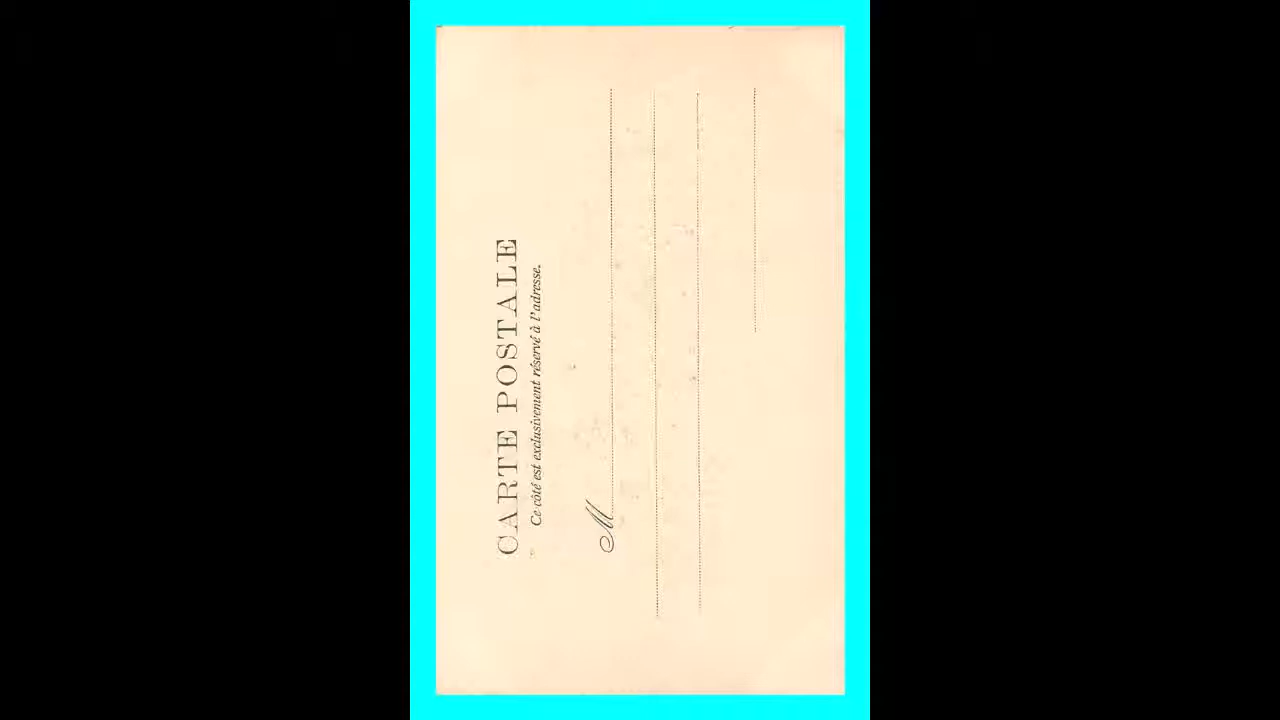 CARTE POSTALE
Ce côté est exclusivement réservé à l'adresse.
M